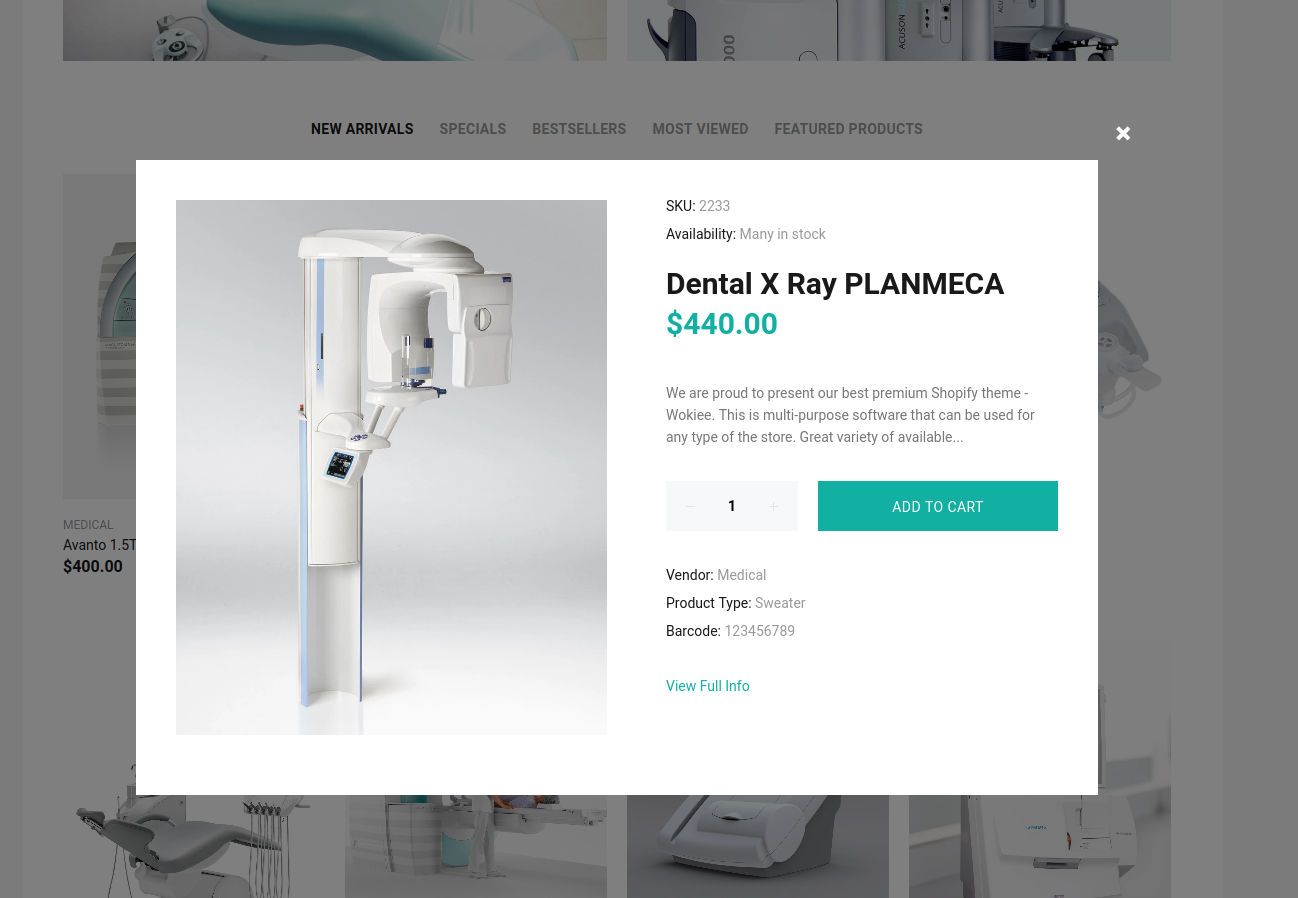 ACUSON
NEW ARRIVALS
SPECIALS
BESTSELLERS
MOST VIEWED
FEATURED PRODUCTS
SKU: 2233
Availability: Many in stock
Dental X Ray PLANMECA
$440.00
We are proud to present our best premium Shopify theme -
Wokiee. This is multi-purpose software that can be used for
any type of the store. Great variety of available...
1
ADD TO CART
MEDICAL
Avanto 1.5T
$400.00
Vendor: Medical
Product Type: Sweater
Barcode: 123456789
View Full Info